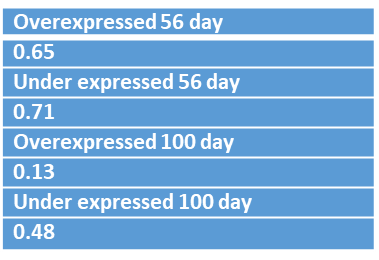 Overexpressed 56 day
0.65
Under expressed 56 day
0.71
Overexpressed 100 day
0.13
Under expressed 100 day
0.48